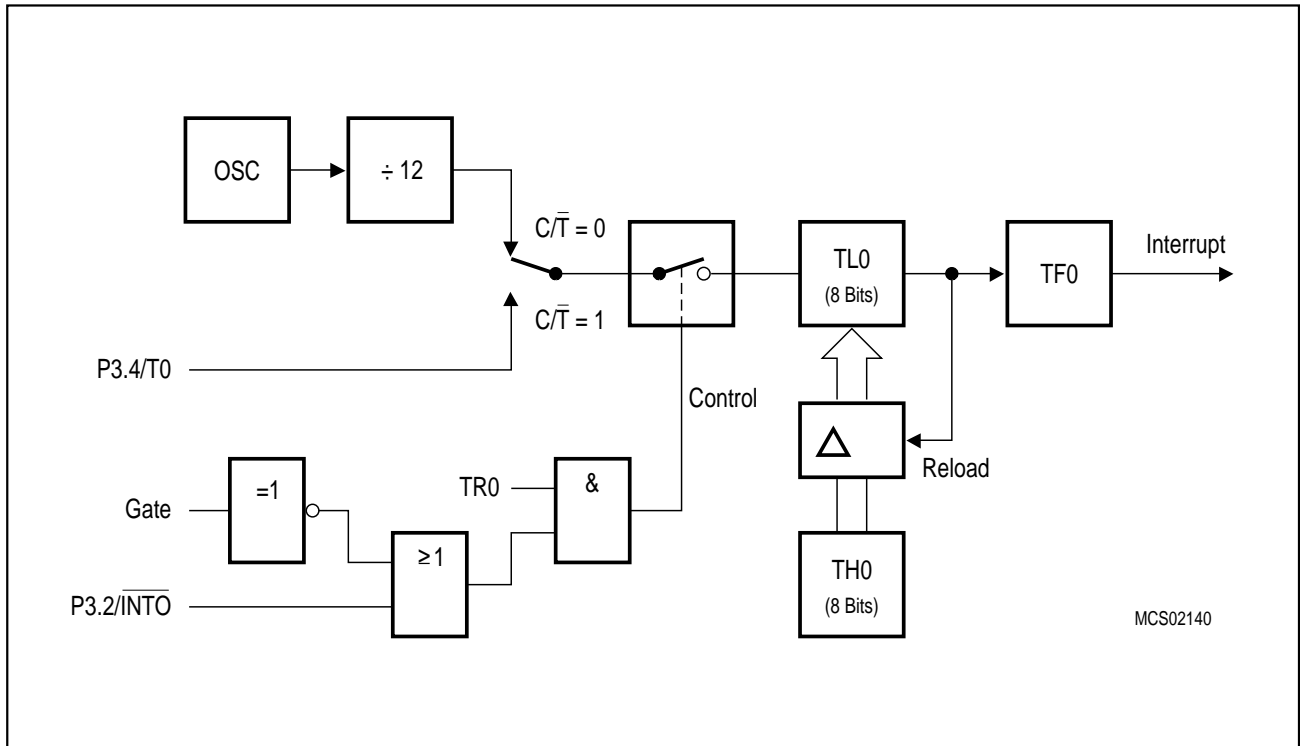 OSC
÷ 12
C/T̅ = 0
C/T̅ = 1
P3.4/T0
TL0
(8 Bits)
TF0
Interrupt
Control
Reload
TH0
(8 Bits)
Gate
=1
TR0
&
≥ 1
P3.2/I̅N̅T̅O̅
MCS02140